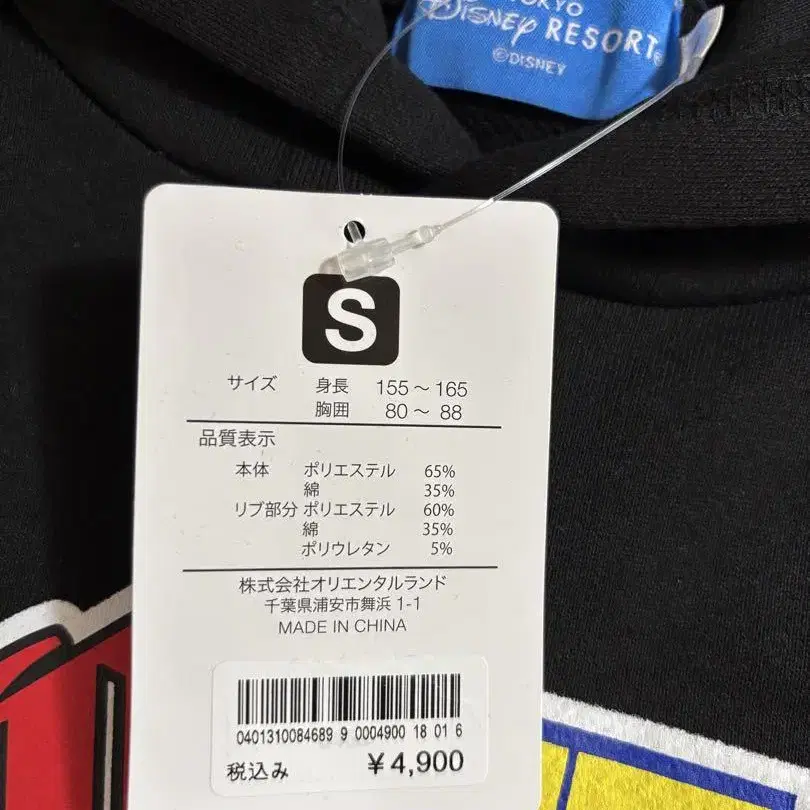 TOKYO
Disney RESORT®
©DISNEY
S
サイズ 身長 155～165
胸囲 80～88
品質表示
本体 ポリエステル 65%
綿 35%
リブ部分 ポリエステル 60%
綿 35%
ポリウレタン 5%
株式会社オリエンタルランド
千葉県浦安市舞浜 1-1
MADE IN CHINA
0401310084689 9 0004900 18 01 6
税込み ¥4,900